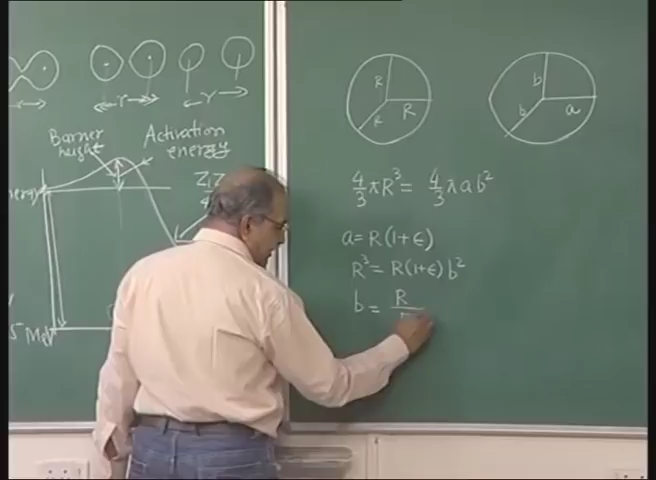 r
r
Barrier height
Activation energy
R
R
R
b
b
a
4/3 πR³ = 4/3 π a b²
a = R(1+ε)
R³ = R(1+ε) b²
b = R